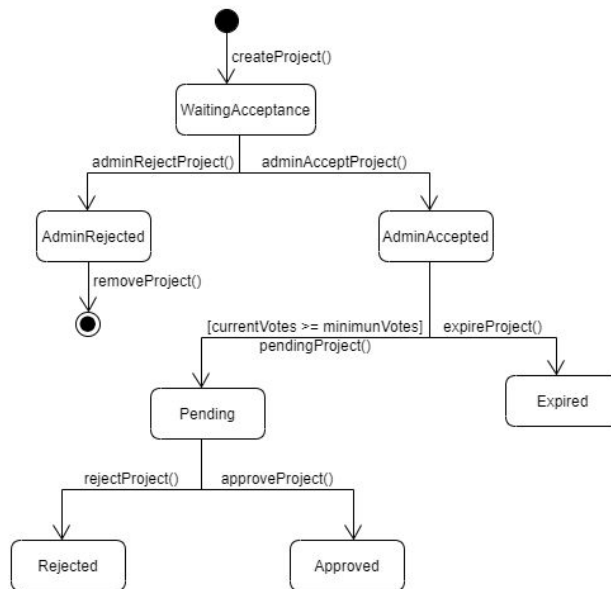 createProject()
WaitingAcceptance
adminRejectProject()
adminAcceptProject()
AdminRejected
AdminAccepted
removeProject()
[currentVotes >= minimunVotes]
expireProject()
pendingProject()
Pending
Expired
rejectProject()
approveProject()
Rejected
Approved